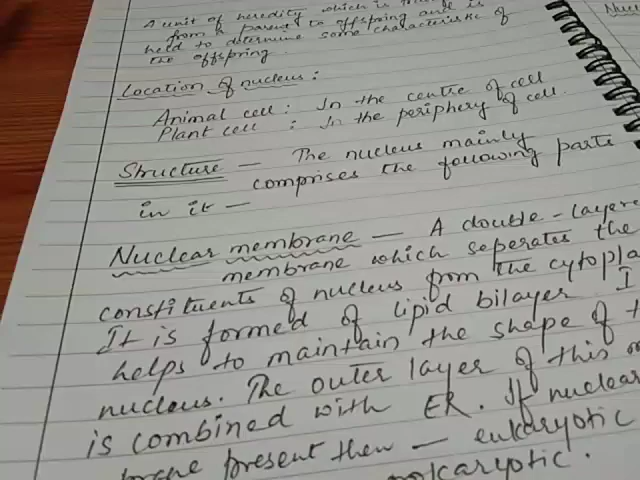 A unit of heredity which is
from a parent to offspring and is
held to determine some characteristic of
the offspring
Location of nucleus :
Animal cell : In the centre of cell
Plant cell : In the periphery of cell.
Structure — The nucleus mainly
comprises the following parts
in it —
Nuclear membrane — A double-layere
membrane which seperates the
constituents of nucleus from the cytopla
It is formed of lipid bilayer I
helps to maintain the shape of t
nucleus. The outer layer of this
is combined with ER. If nuclear
brane present then — eukaryotic
okaryotic.